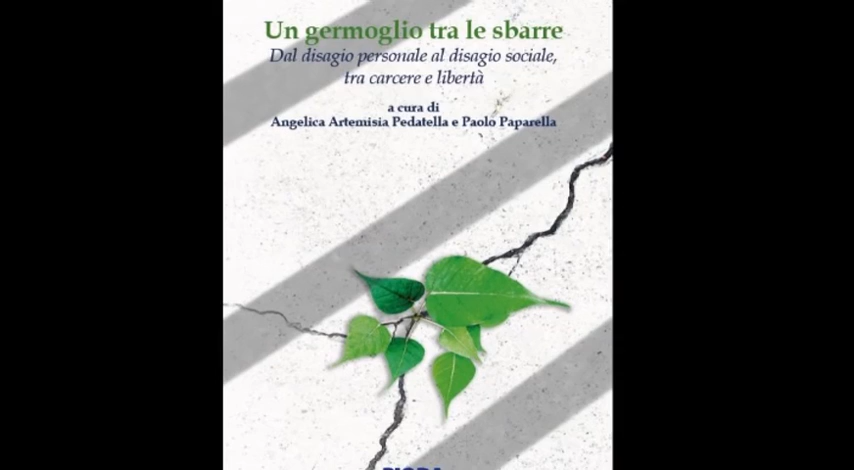 Un germoglio tra le sbarre
Dal disagio personale al disagio sociale,
tra carcere e libertà
a cura di
Angelica Artemisia Pedatella e Paolo Paparella